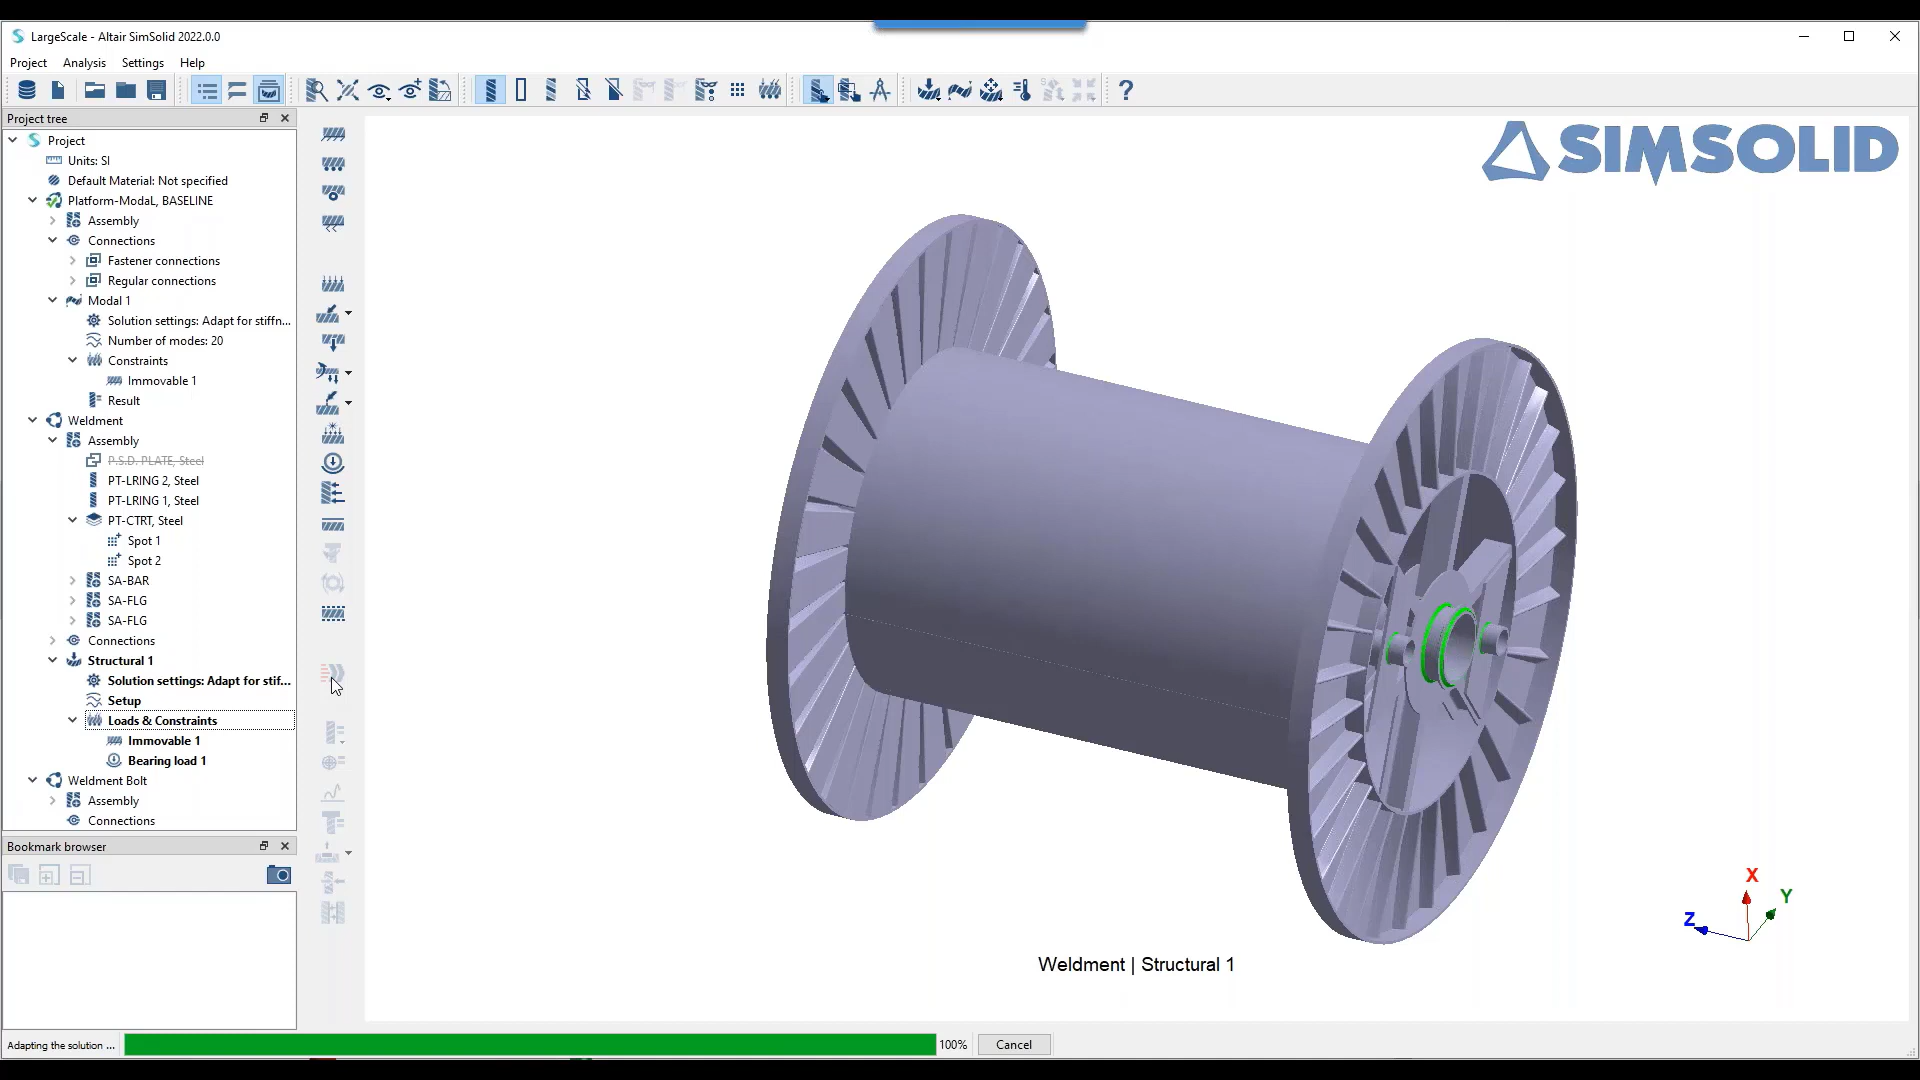 LargeScale - Altair SimSolid 2022.0.0
Project Analysis Settings Help
Project tree
Project
Units: SI
Default Material: Not specified
Platform-ModaL, BASELINE
Assembly
Connections
Fastener connections
Regular connections
Modal 1
Solution settings: Adapt for stiffn...
Number of modes: 20
Constraints
Immovable 1
Result
Weldment
Assembly
P.S.D. PLATE, Steel
PT-LRING 2, Steel
PT-LRING 1, Steel
PT-CTRT, Steel
Spot 1
Spot 2
SA-BAR
SA-FLG
SA-FLG
Connections
Structural 1
Solution settings: Adapt for stif...
Setup
Loads & Constraints
Immovable 1
Bearing load 1
Weldment Bolt
Assembly
Connections
Bookmark browser
SIMSOLID
X
Y
Z
Weldment | Structural 1
Adapting the solution ... 100% Cancel